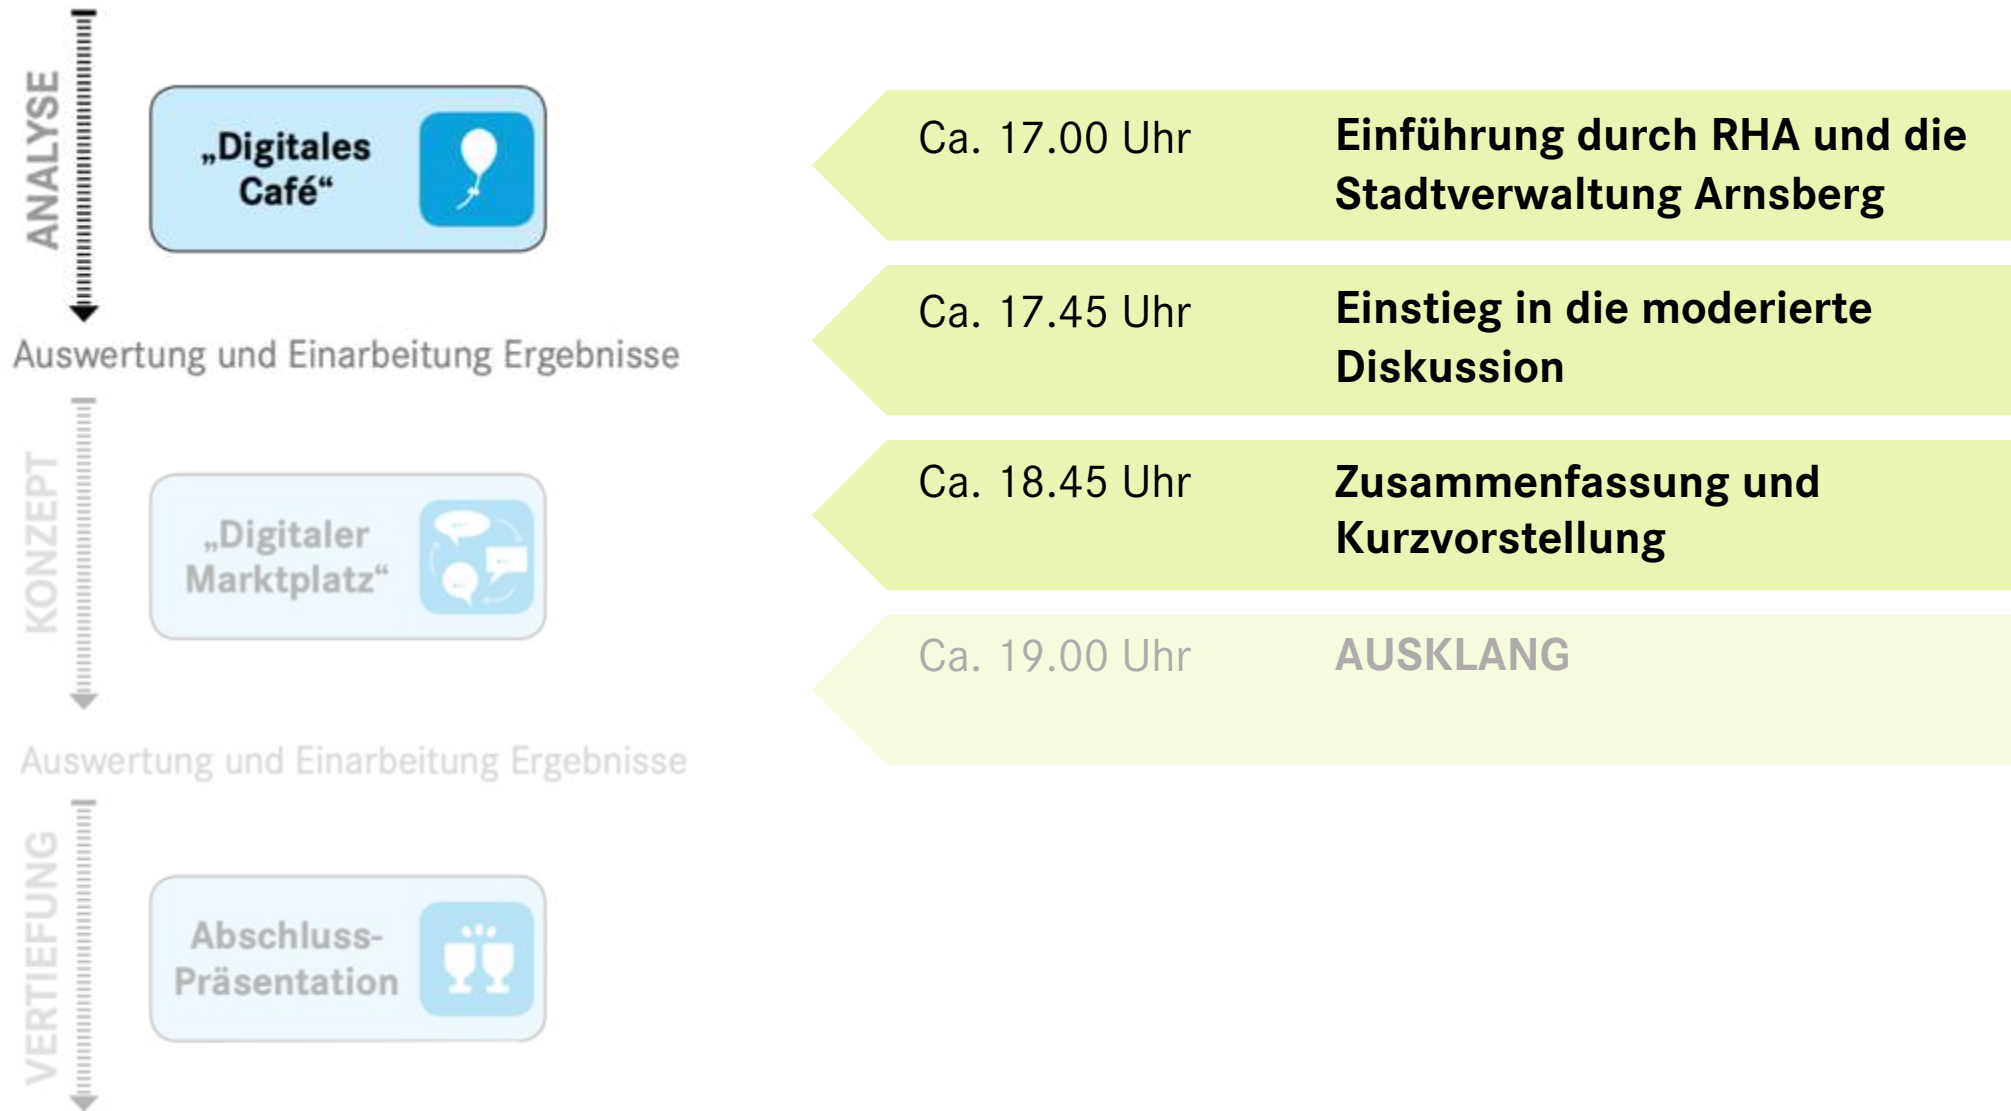 ANALYSE
„Digitales
Café“
Auswertung und Einarbeitung Ergebnisse
KONZEPT
„Digitaler
Marktplatz“
Auswertung und Einarbeitung Ergebnisse
VERTIEFUNG
Abschluss-
Präsentation
Ca. 17.00 Uhr
Einführung durch RHA und die
Stadtverwaltung Arnsberg
Ca. 17.45 Uhr
Einstieg in die moderierte
Diskussion
Ca. 18.45 Uhr
Zusammenfassung und
Kurzvorstellung
Ca. 19.00 Uhr
AUSKLANG